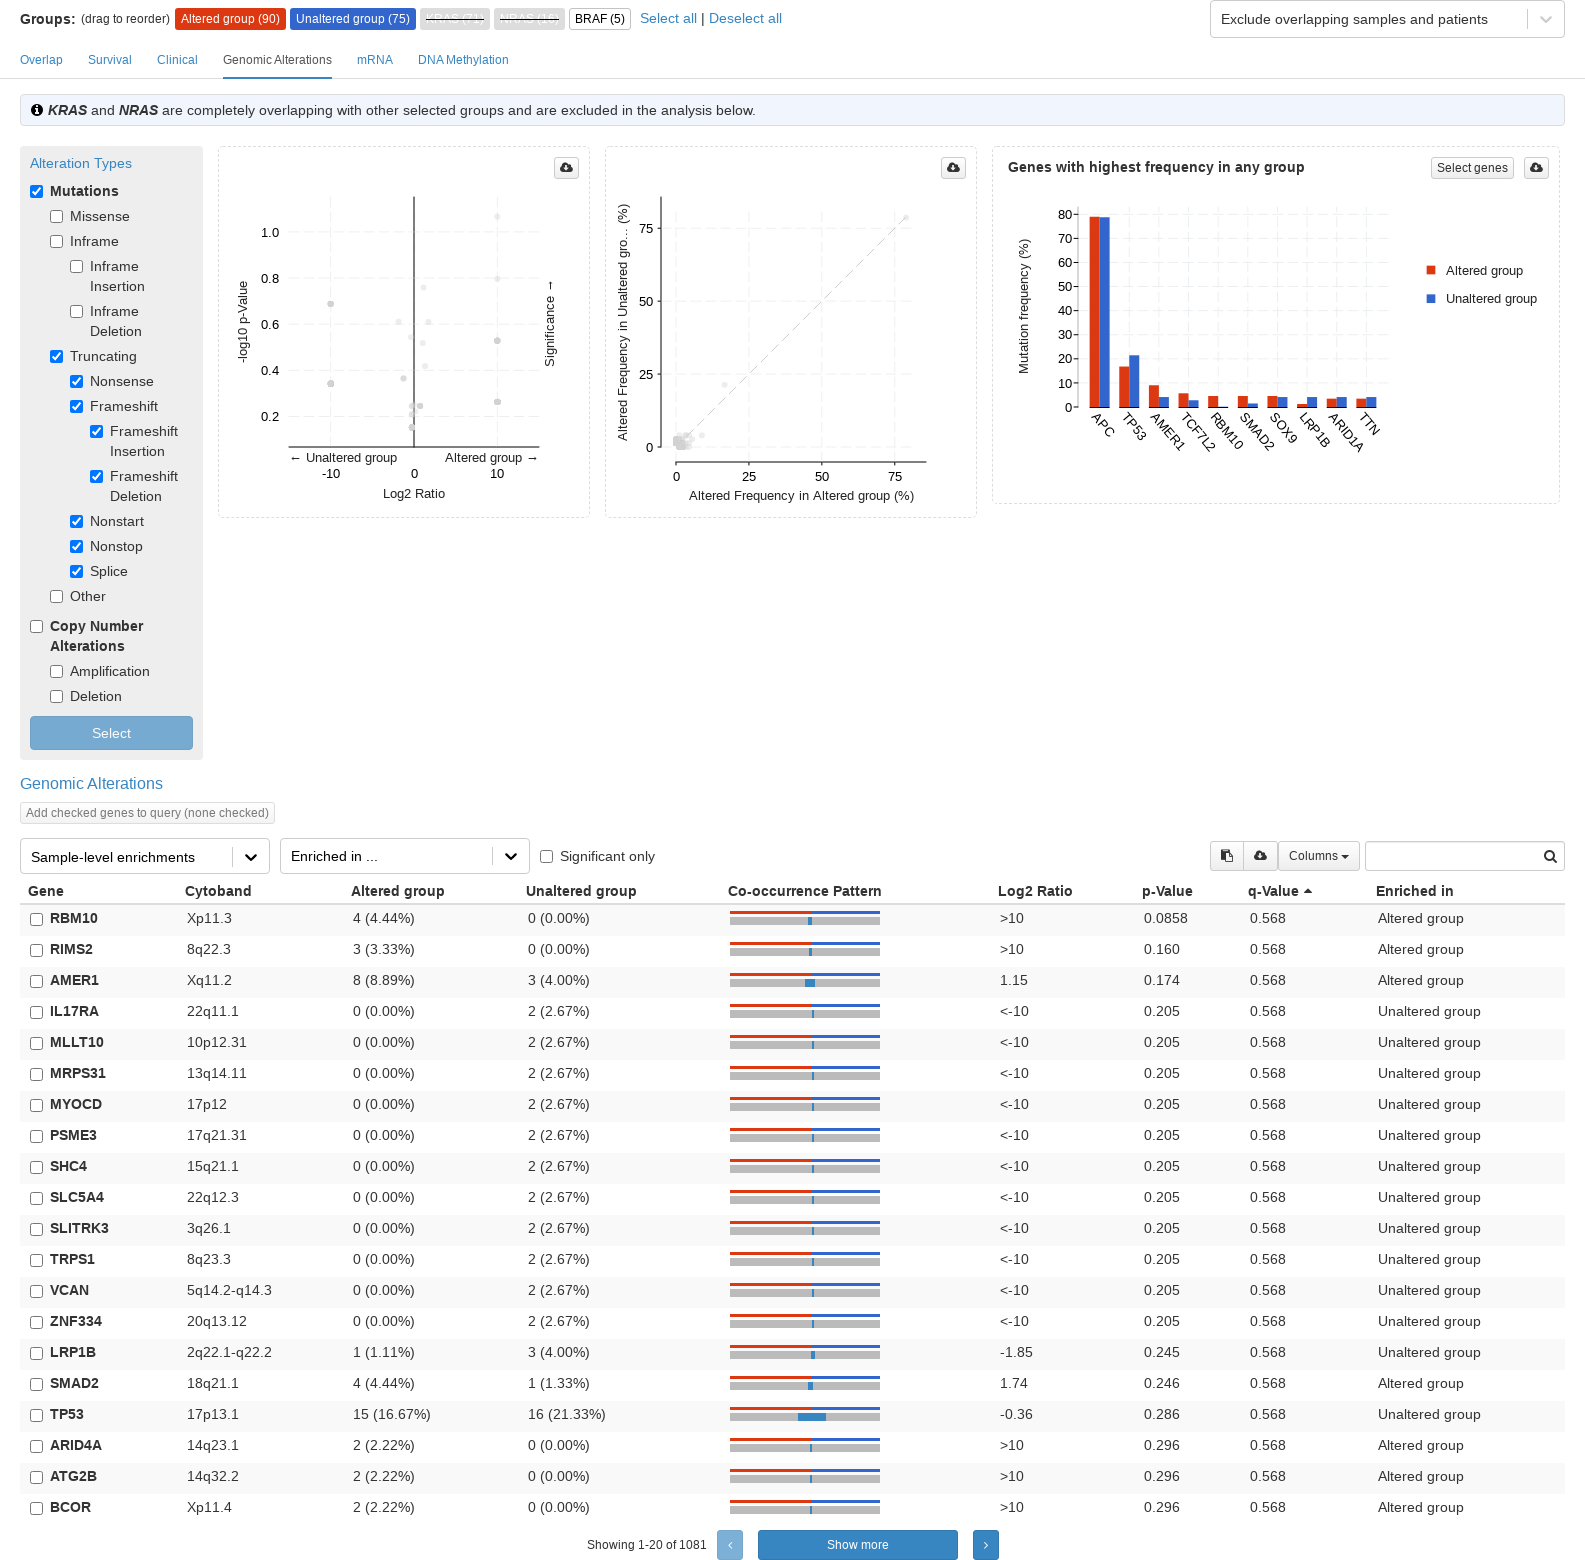 Groups: (drag to reorder) Altered group (90) Unaltered group (75) KRAS (71) NRAS (19) BRAF (5) Select all | Deselect all Exclude overlapping samples and patients
Overlap Survival Clinical Genomic Alterations mRNA DNA Methylation
KRAS and NRAS are completely overlapping with other selected groups and are excluded in the analysis below.
Alteration Types
Mutations
Missense
Inframe
Inframe
Insertion
Inframe
Deletion
Truncating
Nonsense
Frameshift
Frameshift
Insertion
Frameshift
Deletion
Nonstart
Nonstop
Splice
Other
Copy Number
Alterations
Amplification
Deletion
Select
1.0
0.8
0.6
0.4
0.2
-log10 p-Value
Significance →
← Unaltered group Altered group →
-10 0 10
Log2 Ratio
75
50
25
0
Altered Frequency in Unaltered gro... (%)
0 25 50 75
Altered Frequency in Altered group (%)
Genes with highest frequency in any group Select genes
80
70
60
50
40
30
20
10
0
Mutation frequency (%)
APC TP53 AMER1 TCF7L2 RBM10 SMAD2 SOX9 LRP1B ARID1A TTN
Altered group
Unaltered group
Genomic Alterations
Add checked genes to query (none checked)
Sample-level enrichments Enriched in ... Significant only Columns
Gene Cytoband Altered group Unaltered group Co-occurrence Pattern Log2 Ratio p-Value q-Value Enriched in
RBM10 Xp11.3 4 (4.44%) 0 (0.00%) >10 0.0858 0.568 Altered group
RIMS2 8q22.3 3 (3.33%) 0 (0.00%) >10 0.160 0.568 Altered group
AMER1 Xq11.2 8 (8.89%) 3 (4.00%) 1.15 0.174 0.568 Altered group
IL17RA 22q11.1 0 (0.00%) 2 (2.67%) <-10 0.205 0.568 Unaltered group
MLLT10 10p12.31 0 (0.00%) 2 (2.67%) <-10 0.205 0.568 Unaltered group
MRPS31 13q14.11 0 (0.00%) 2 (2.67%) <-10 0.205 0.568 Unaltered group
MYOCD 17p12 0 (0.00%) 2 (2.67%) <-10 0.205 0.568 Unaltered group
PSME3 17q21.31 0 (0.00%) 2 (2.67%) <-10 0.205 0.568 Unaltered group
SHC4 15q21.1 0 (0.00%) 2 (2.67%) <-10 0.205 0.568 Unaltered group
SLC5A4 22q12.3 0 (0.00%) 2 (2.67%) <-10 0.205 0.568 Unaltered group
SLITRK3 3q26.1 0 (0.00%) 2 (2.67%) <-10 0.205 0.568 Unaltered group
TRPS1 8q23.3 0 (0.00%) 2 (2.67%) <-10 0.205 0.568 Unaltered group
VCAN 5q14.2-q14.3 0 (0.00%) 2 (2.67%) <-10 0.205 0.568 Unaltered group
ZNF334 20q13.12 0 (0.00%) 2 (2.67%) <-10 0.205 0.568 Unaltered group
LRP1B 2q22.1-q22.2 1 (1.11%) 3 (4.00%) -1.85 0.245 0.568 Unaltered group
SMAD2 18q21.1 4 (4.44%) 1 (1.33%) 1.74 0.246 0.568 Altered group
TP53 17p13.1 15 (16.67%) 16 (21.33%) -0.36 0.286 0.568 Unaltered group
ARID4A 14q23.1 2 (2.22%) 0 (0.00%) >10 0.296 0.568 Altered group
ATG2B 14q32.2 2 (2.22%) 0 (0.00%) >10 0.296 0.568 Altered group
BCOR Xp11.4 2 (2.22%) 0 (0.00%) >10 0.296 0.568 Altered group
Showing 1-20 of 1081 ‹ Show more ›